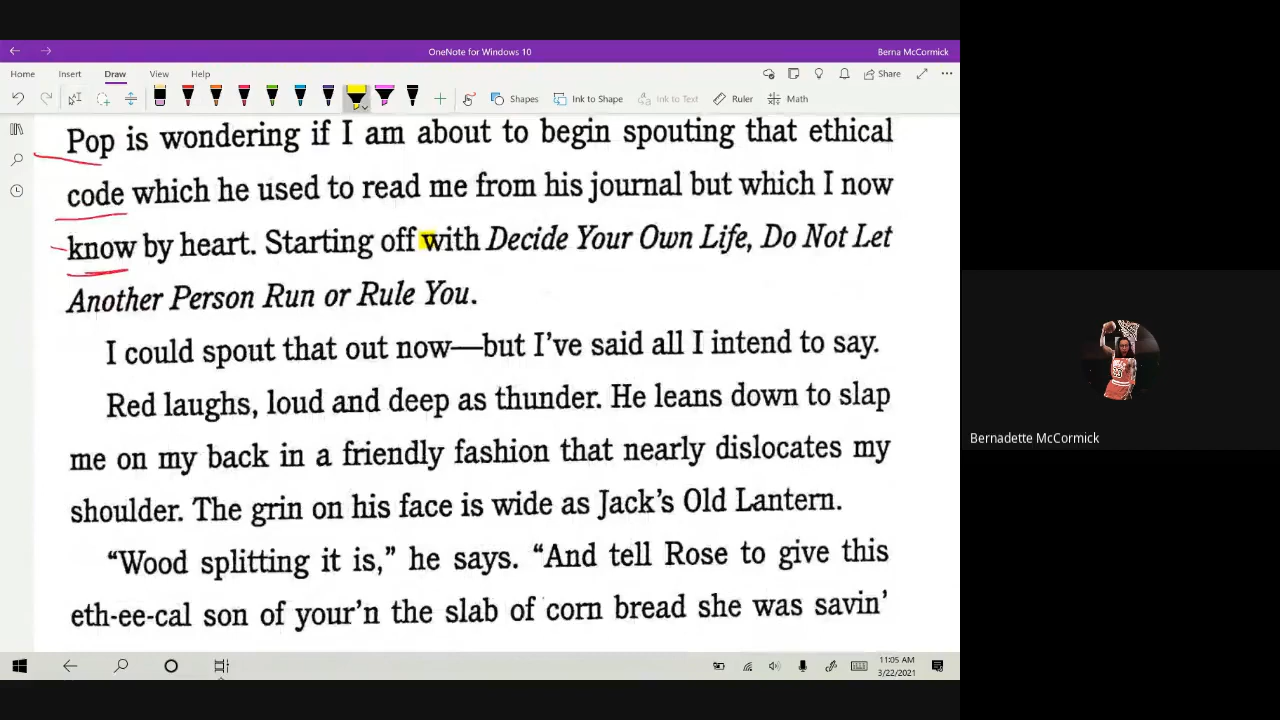 OneNote for Windows 10
Berna McCormick
Home Insert Draw View Help
Share
Shapes Ink to Shape Ink to Text Ruler Math
Pop is wondering if I am about to begin spouting that ethical
code which he used to read me from his journal but which I now
know by heart. Starting off with Decide Your Own Life, Do Not Let
Another Person Run or Rule You.
I could spout that out now—but I've said all I intend to say.
Red laughs, loud and deep as thunder. He leans down to slap
me on my back in a friendly fashion that nearly dislocates my
shoulder. The grin on his face is wide as Jack's Old Lantern.
“Wood splitting it is,” he says. “And tell Rose to give this
eth-ee-cal son of your'n the slab of corn bread she was savin'
Bernadette McCormick
11:05 AM
3/22/2021